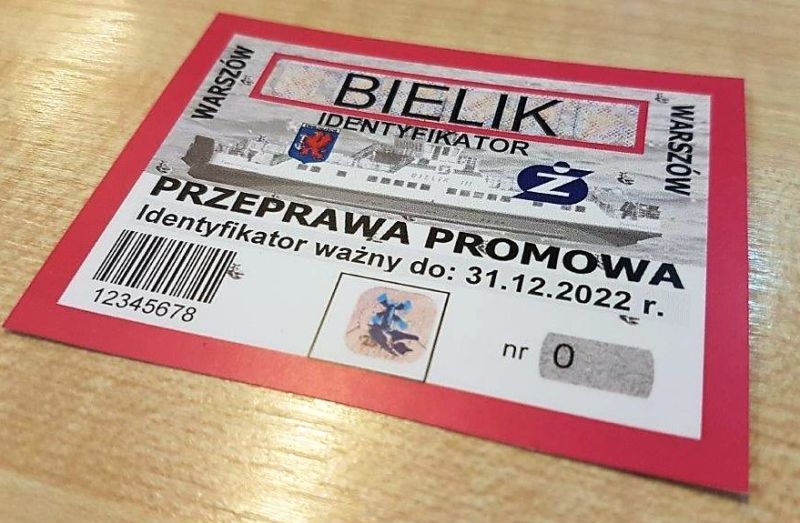 WARSZÓW
BIELIK
IDENTYFIKATOR
WARSZÓW
Ż
PRZEPRAWA PROMOWA
Identyfikator ważny do: 31.12.2022 r.
12345678
nr 0